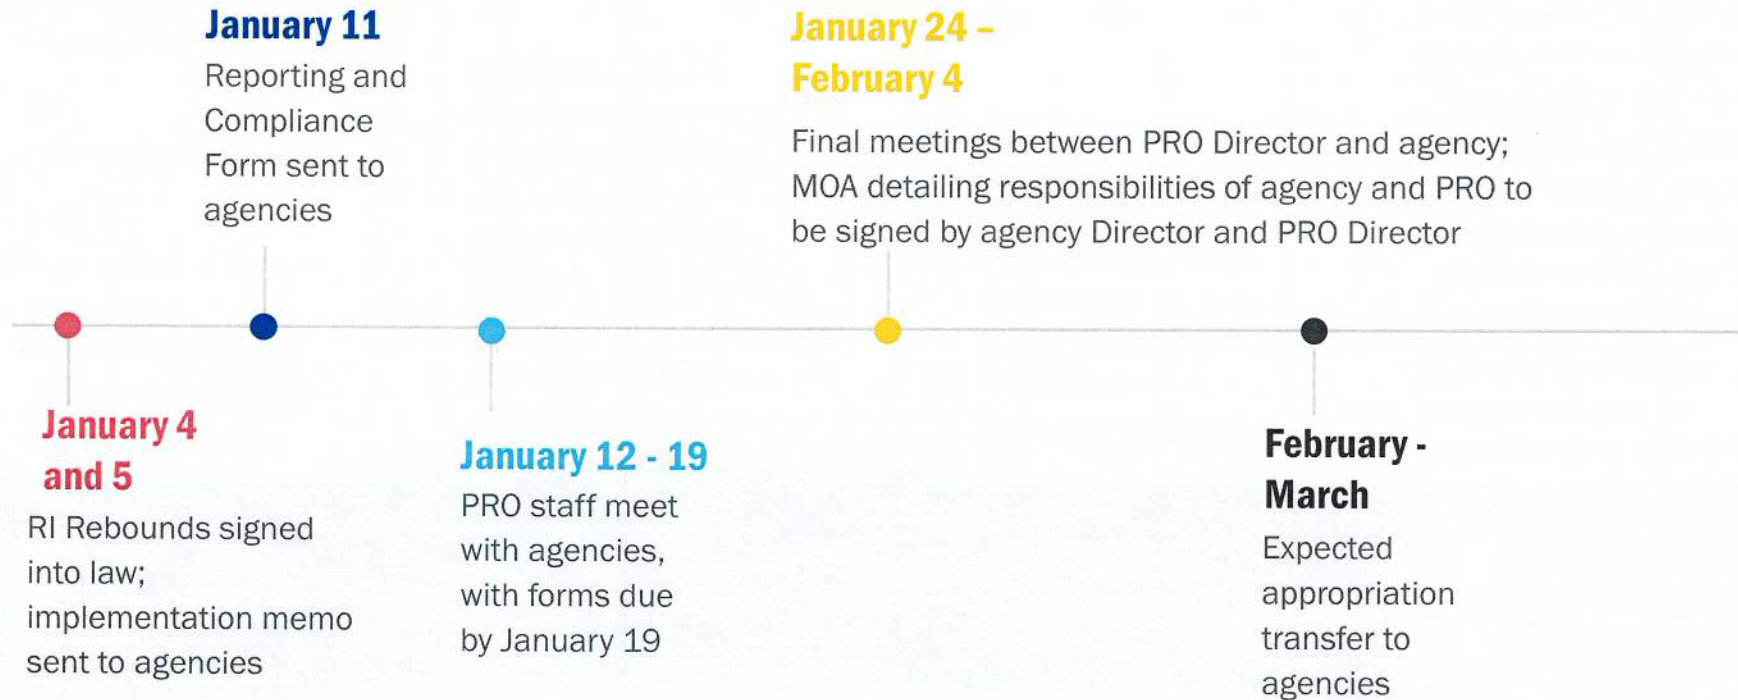 January 11
Reporting and
Compliance
Form sent to
agencies
January 24 –
February 4
Final meetings between PRO Director and agency;
MOA detailing responsibilities of agency and PRO to
be signed by agency Director and PRO Director
January 4
and 5
RI Rebounds signed
into law;
implementation memo
sent to agencies
January 12 - 19
PRO staff meet
with agencies,
with forms due
by January 19
February -
March
Expected
appropriation
transfer to
agencies